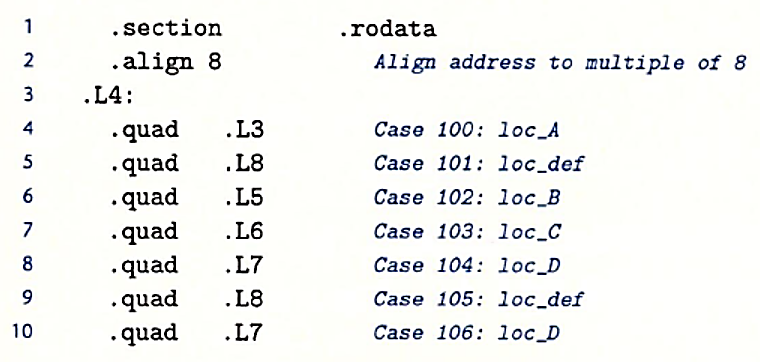 1 .section .rodata
2 .align 8 Align address to multiple of 8
3 .L4:
4 .quad .L3 Case 100: loc_A
5 .quad .L8 Case 101: loc_def
6 .quad .L5 Case 102: loc_B
7 .quad .L6 Case 103: loc_C
8 .quad .L7 Case 104: loc_D
9 .quad .L8 Case 105: loc_def
10 .quad .L7 Case 106: loc_D